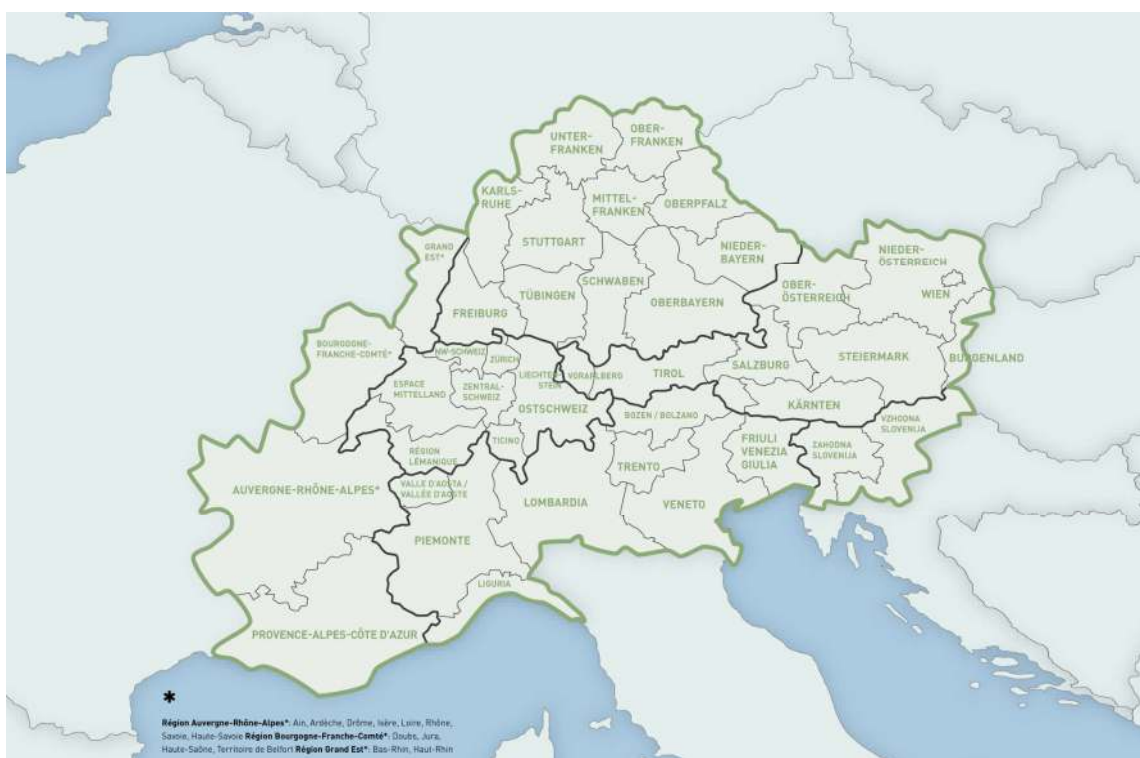 UNTER-
FRANKEN
OBER-
FRANKEN
KARLS-
RUHE
MITTEL-
FRANKEN
OBERPFALZ
GRAND
EST*
STUTTGART
NIEDER-
BAYERN
NIEDER-
ÖSTERREICH
SCHWABEN
TÜBINGEN
OBERBAYERN
OBER-
ÖSTERREICH
WIEN
FREIBURG
BOURGOGNE-
FRANCHE-COMTÉ*
NW-SCHWEIZ
ZÜRICH
LIECHTEN-
STEIN
VORARLBERG
TIROL
SALZBURG
STEIERMARK
BURGENLAND
ESPACE
MITTELLAND
ZENTRAL-
SCHWEIZ
OSTSCHWEIZ
BOZEN / BOLZANO
KÄRNTEN
VZHODNA
SLOVENIJA
RÉGION
LÉMANIQUE
TICINO
TRENTO
FRIULI
VENEZIA
GIULIA
ZAHODNA
SLOVENIJA
AUVERGNE-RHÔNE-ALPES*
VALLE D'AOSTA /
VALLÉE D'AOSTE
LOMBARDIA
VENETO
PIEMONTE
LIGURIA
PROVENCE-ALPES-CÔTE D'AZUR
*
Région Auvergne-Rhône-Alpes*: Ain, Ardèche, Drôme, Isère, Loire, Rhône,
Savoie, Haute-Savoie Région Bourgogne-Franche-Comté*: Doubs, Jura,
Haute-Saône, Territoire de Belfort Région Grand Est*: Bas-Rhin, Haut-Rhin